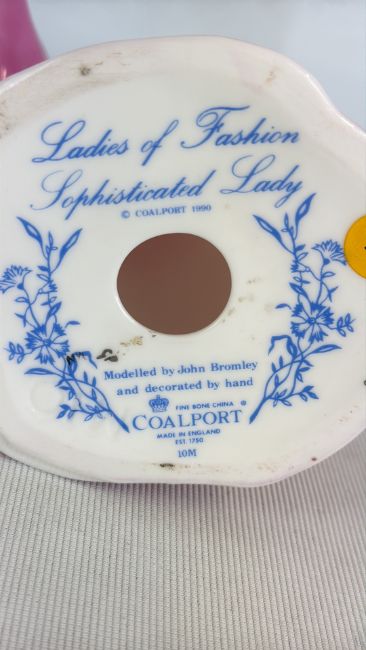 Ladies of Fashion
Sophisticated Lady
© COALPORT 1990
Modelled by John Bromley
and decorated by hand
FINE BONE CHINA ®
COALPORT
MADE IN ENGLAND
EST. 1750
10M